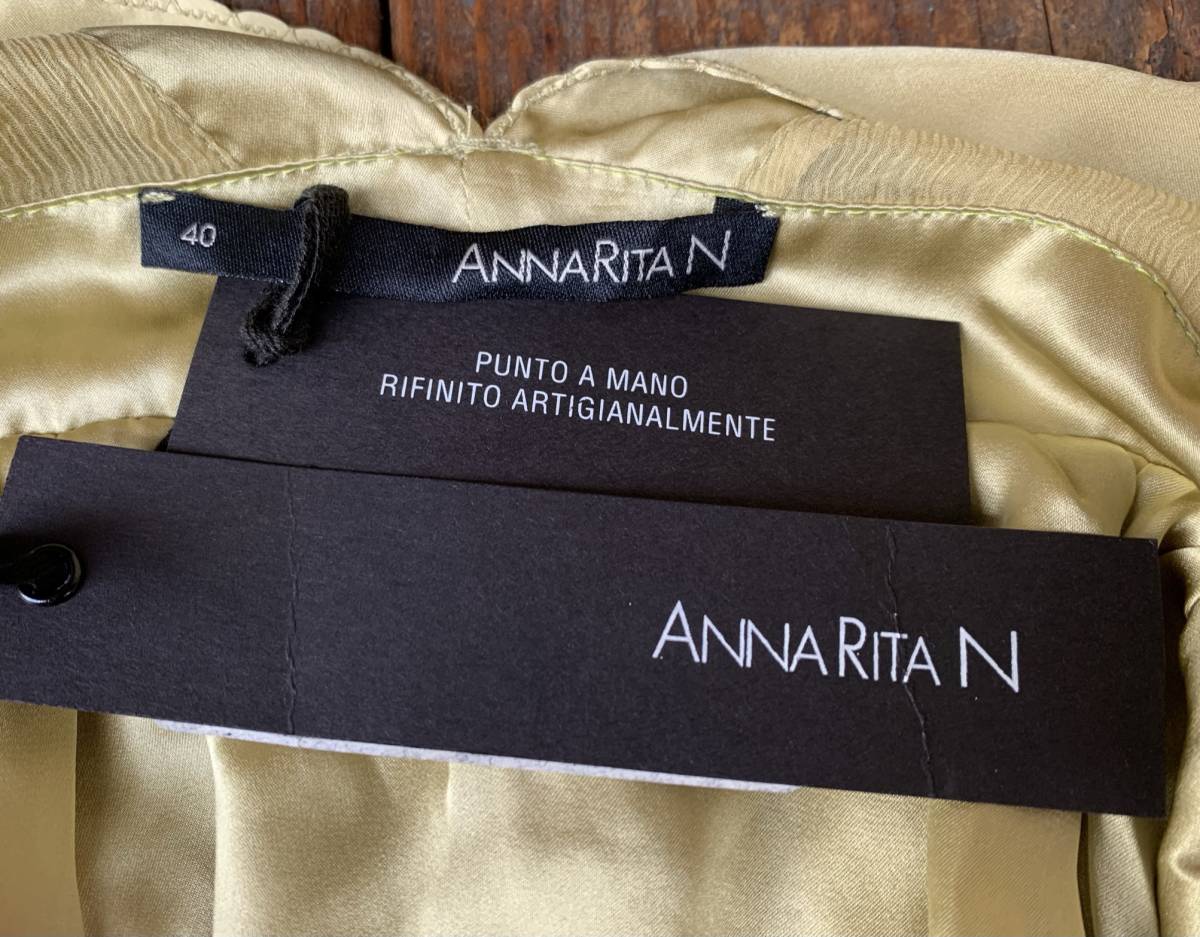 40
ANNARITA N
PUNTO A MANO
RIFINITO ARTIGIANALMENTE
ANNARITA N